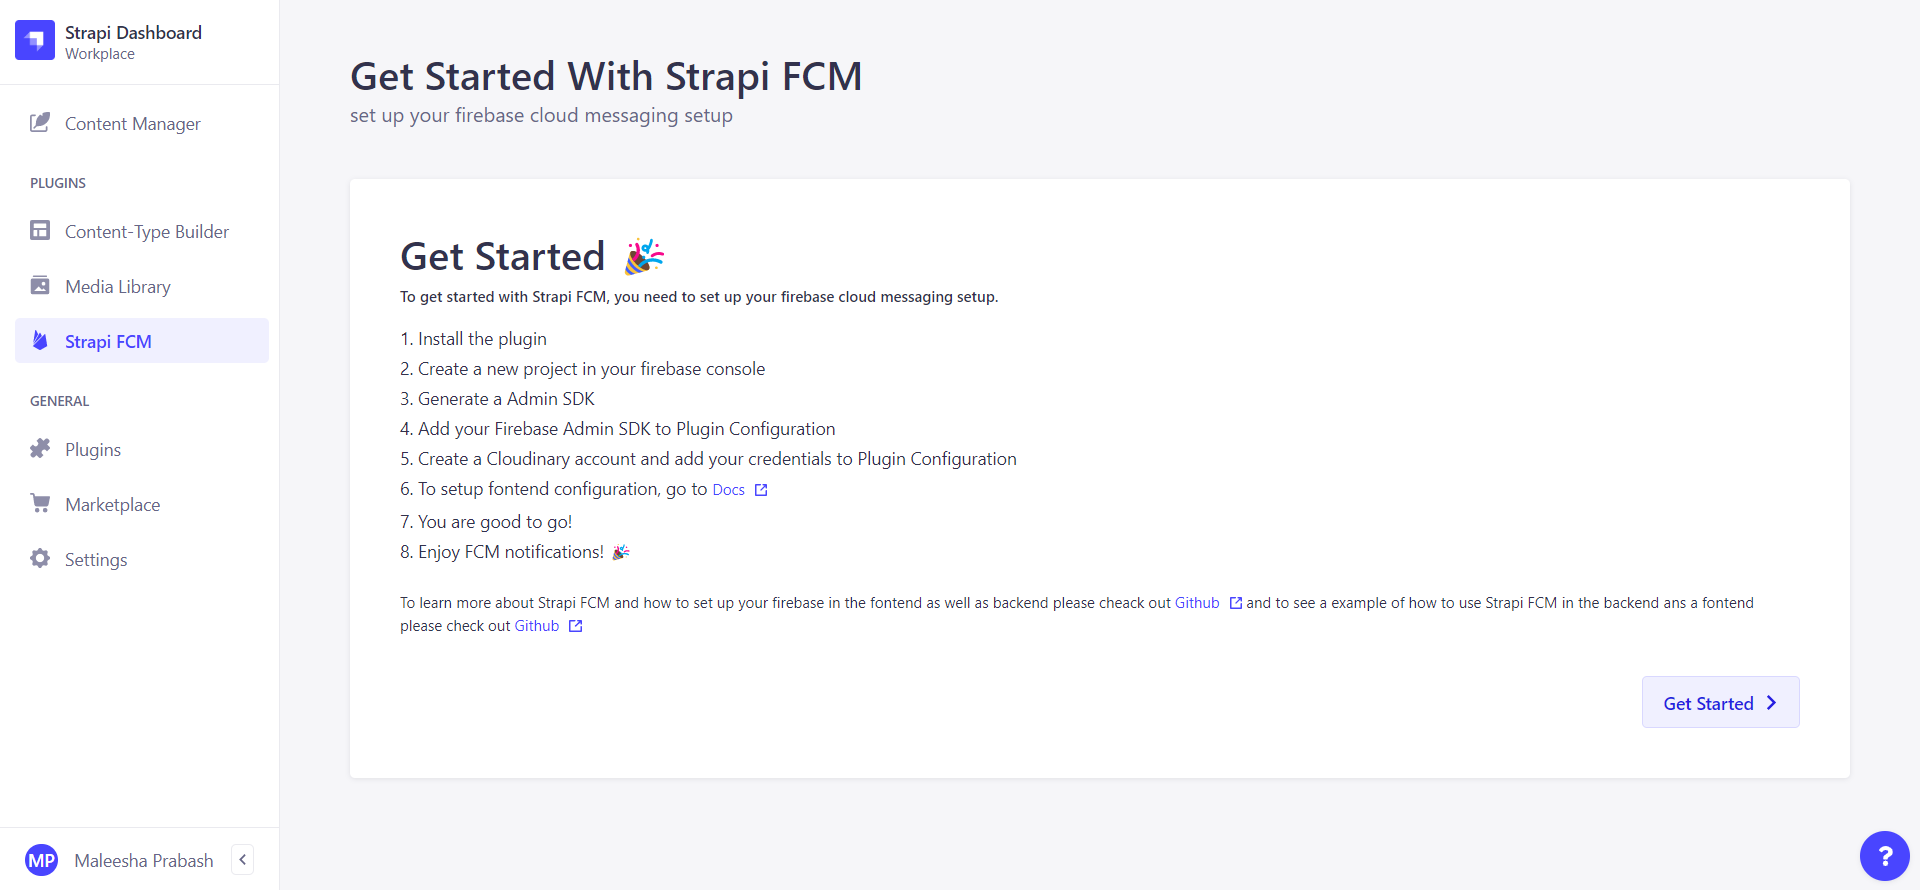 Strapi Dashboard
Workplace
Content Manager
PLUGINS
Content-Type Builder
Media Library
Strapi FCM
GENERAL
Plugins
Marketplace
Settings
MP
Maleesha Prabash
Get Started With Strapi FCM
set up your firebase cloud messaging setup
Get Started 🎉
To get started with Strapi FCM, you need to set up your firebase cloud messaging setup.
1. Install the plugin
2. Create a new project in your firebase console
3. Generate a Admin SDK
4. Add your Firebase Admin SDK to Plugin Configuration
5. Create a Cloudinary account and add your credentials to Plugin Configuration
6. To setup fontend configuration, go to Docs
7. You are good to go!
8. Enjoy FCM notifications! 🎉
To learn more about Strapi FCM and how to set up your firebase in the fontend as well as backend please cheack out Github and to see a example of how to use Strapi FCM in the backend ans a fontend
please check out Github
Get Started
?